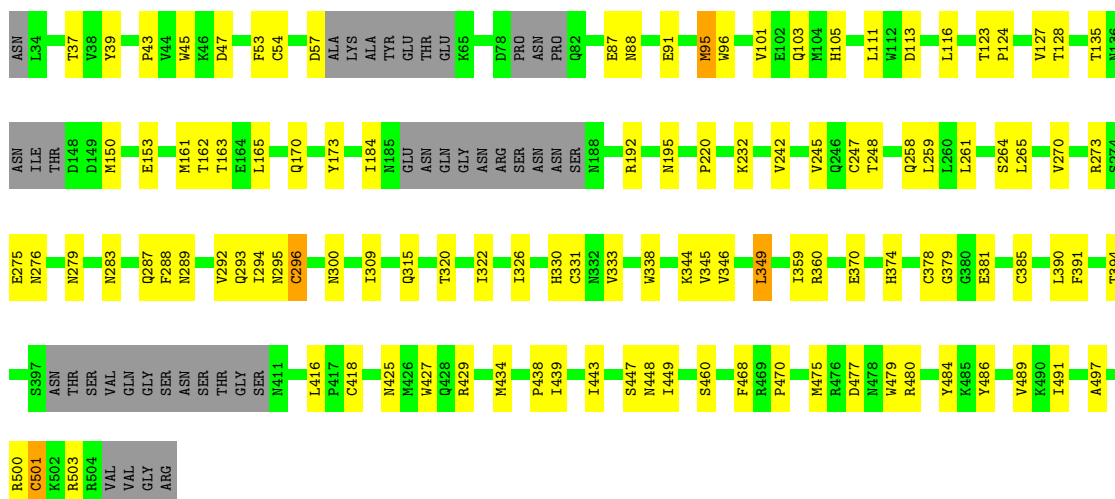 ASN L34 T37 V38 Y39 P43 V44 W45 K46 D47 F53 C54 D57 ALA LYS ALA TYR GLU THR GLU K65 D78 PRO ASN PRO Q82 E87 N88 E91 M95 W96 V101 E102 Q103 M104 H105 L111 W112 D113 L116 T123 P124 V127 T128 T135 N136
ASN ILE THR D148 D149 M150 E153 M161 T162 T163 E164 L165 Q170 Y173 I184 N185 GLU ASN GLN GLY ASN ARG SER ASN ASN SER N188 R192 N195 P220 K232 V242 V245 Q246 C247 T248 Q258 L259 L260 L261 S264 L265 V270 R273 S274
E275 N276 N279 N283 Q287 F288 N289 V292 Q293 I294 N295 C296 N300 I309 Q315 T320 I322 I326 H330 C331 N332 V333 W338 K344 V345 V346 L349 I359 R360 E370 H374 C378 G379 G380 E381 C385 L390 F391 T394
S397 ASN THR SER VAL GLN GLY SER ASN SER THR GLY SER N411 L416 P417 C418 N425 M426 W427 Q428 R429 M434 P438 I439 I443 S447 N448 I449 S460 F468 R469 P470 M475 R476 D477 N478 W479 R480 Y484 K485 Y486 V489 K490 I491 A497
R500 C501 K502 R503 R504 VAL VAL GLY ARG